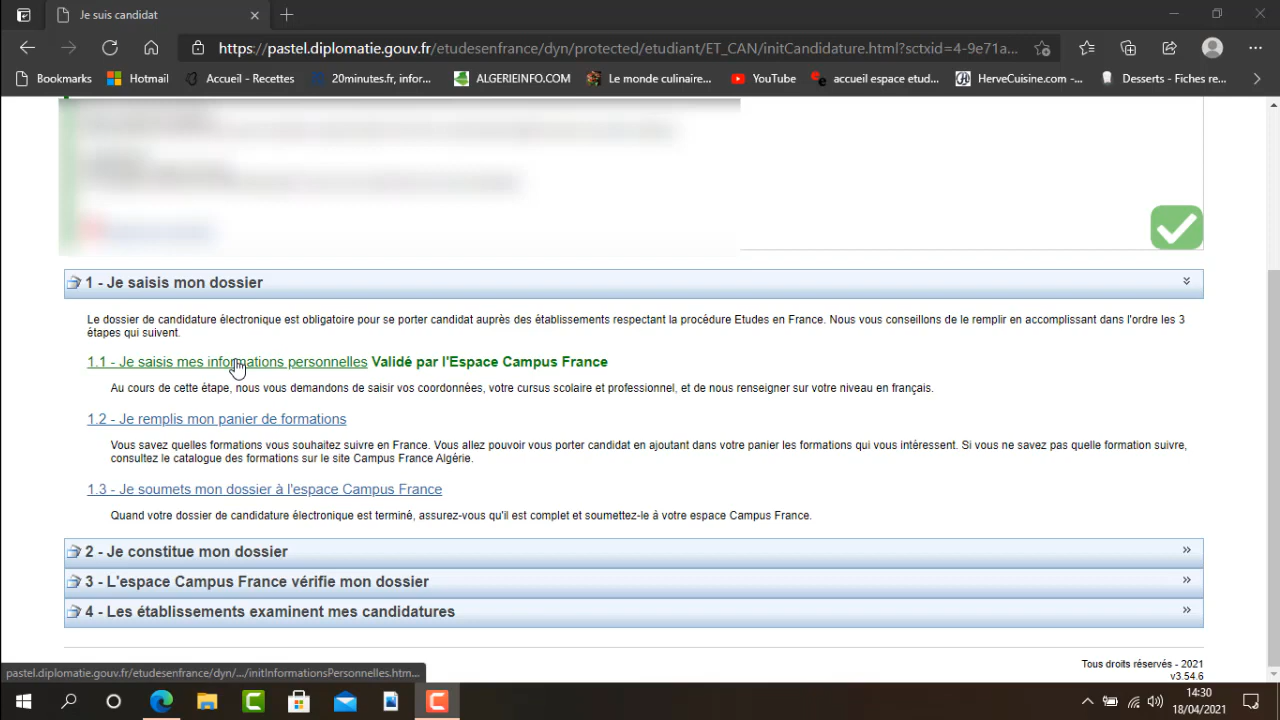 Je suis candidat
https://pastel.diplomatie.gouv.fr/etudesenfrance/dyn/protected/etudiant/ET_CAN/initCandidature.html?sctxid=4-9e71a...
Bookmarks Hotmail Accueil - Recettes 20minutes.fr, infor... ALGERIEINFO.COM Le monde culinaire... YouTube accueil espace etud... HerveCuisine.com -... Desserts - Fiches re...
1 - Je saisis mon dossier
Le dossier de candidature électronique est obligatoire pour se porter candidat auprès des établissements respectant la procédure Etudes en France. Nous vous conseillons de le remplir en accomplissant dans l'ordre les 3
étapes qui suivent.
1.1 - Je saisis mes informations personnelles Validé par l'Espace Campus France
Au cours de cette étape, nous vous demandons de saisir vos coordonnées, votre cursus scolaire et professionnel, et de nous renseigner sur votre niveau en français.
1.2 - Je remplis mon panier de formations
Vous savez quelles formations vous souhaitez suivre en France. Vous allez pouvoir vous porter candidat en ajoutant dans votre panier les formations qui vous intéressent. Si vous ne savez pas quelle formation suivre,
consultez le catalogue des formations sur le site Campus France Algérie.
1.3 - Je soumets mon dossier à l'espace Campus France
Quand votre dossier de candidature électronique est terminé, assurez-vous qu'il est complet et soumettez-le à votre espace Campus France.
2 - Je constitue mon dossier
3 - L'espace Campus France vérifie mon dossier
4 - Les établissements examinent mes candidatures
Tous droits réservés - 2021
v3.54.6
pastel.diplomatie.gouv.fr/etudesenfrance/dyn/.../initInformationsPersonnelles.htm...
14:30
18/04/2021